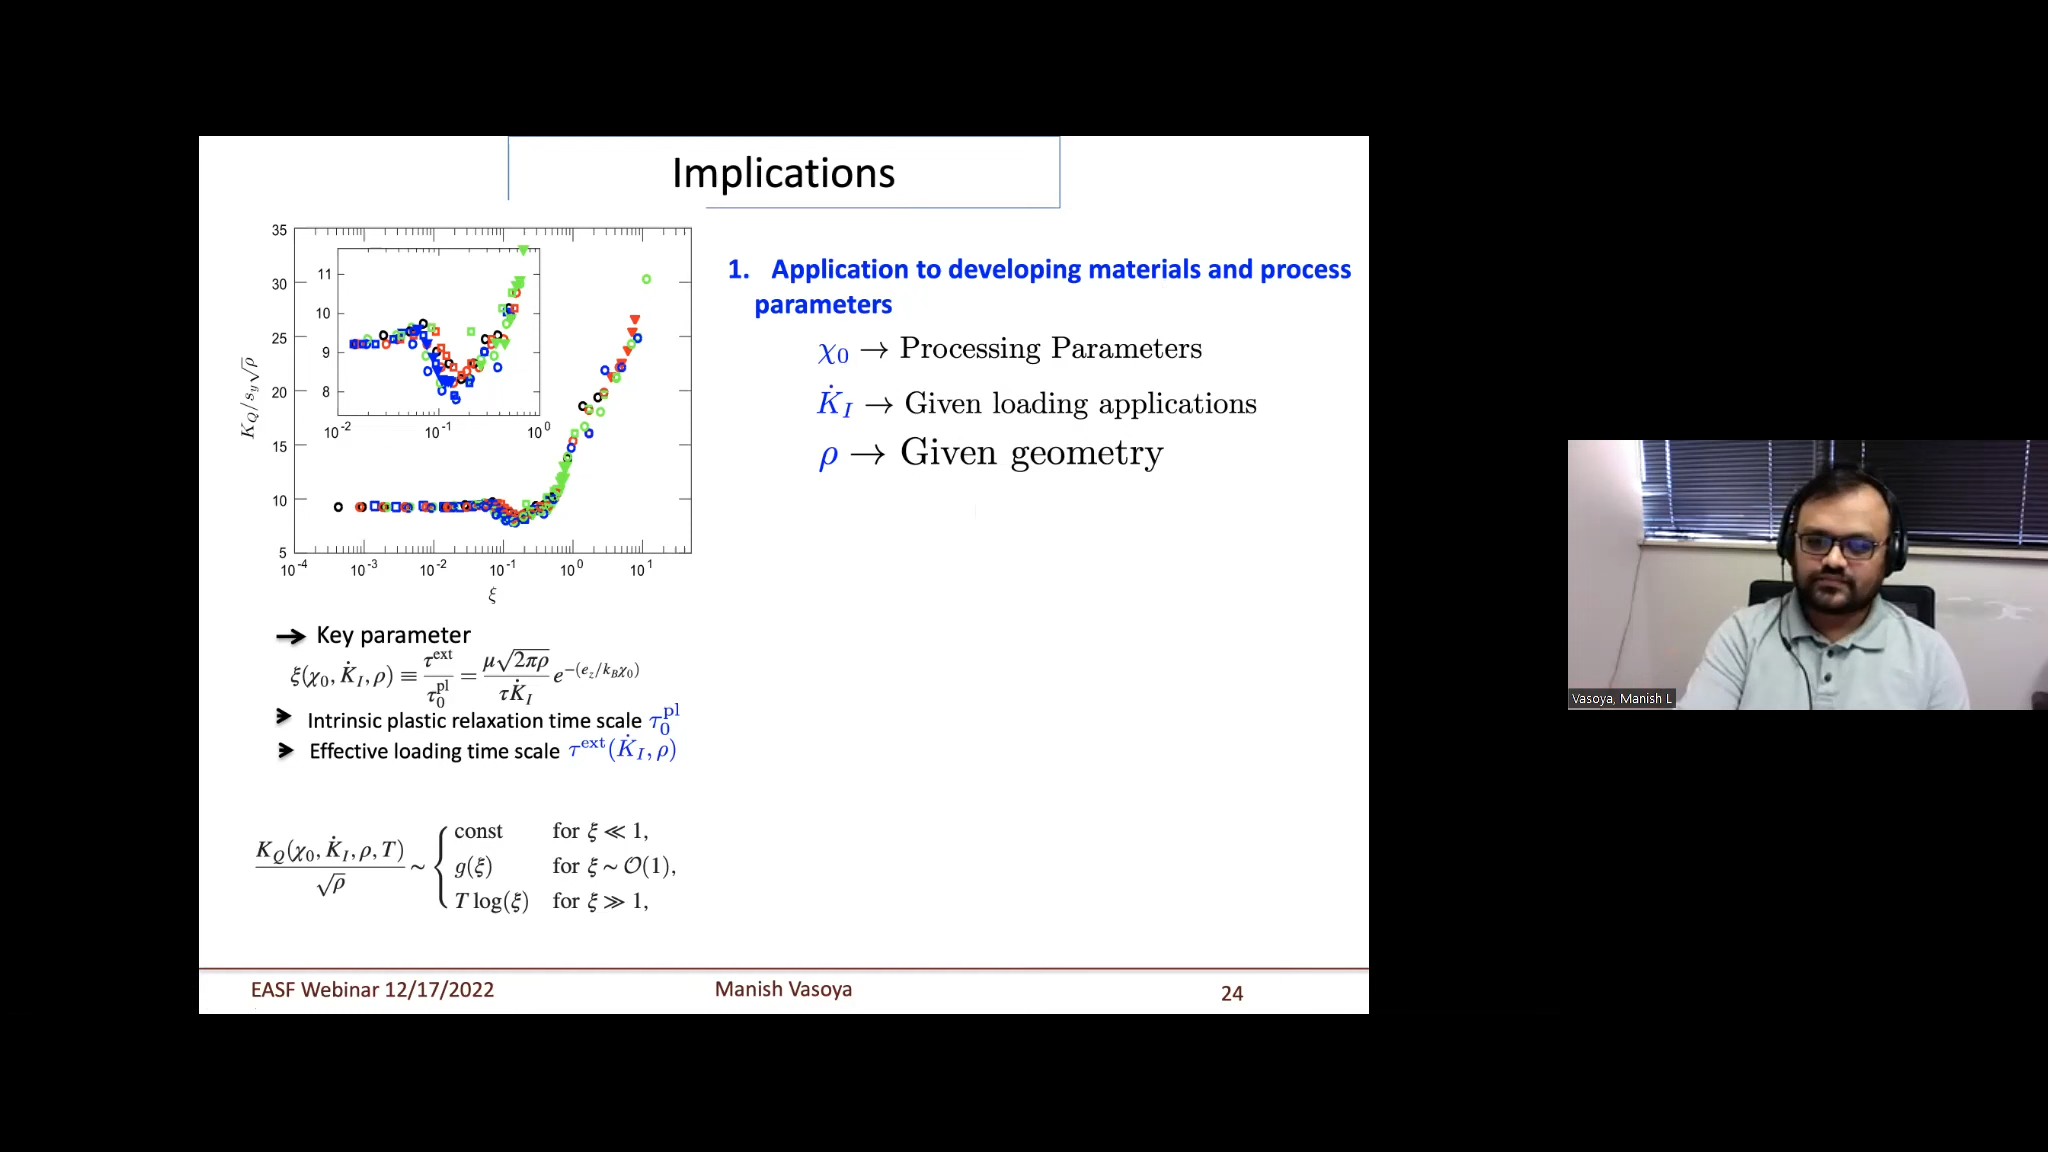 Implications
35
30
25
20
15
10
5
K_Q/s_y√ρ
11
10
9
8
10^-2 10^-1 10^0
10^-4 10^-3 10^-2 10^-1 10^0 10^1
ξ
→ Key parameter
ξ(χ₀, K̇_I, ρ) ≡ τ^ext/τ₀^pl = μ√2πρ/τK̇_I e^−(e_z/k_Bχ₀)
➤ Intrinsic plastic relaxation time scale τ₀^pl
➤ Effective loading time scale τ^ext(K̇_I, ρ)
K_Q(χ₀, K̇_I, ρ, T)/√ρ ~ {
const for ξ ≪ 1,
g(ξ) for ξ ~ 𝒪(1),
T log(ξ) for ξ ≫ 1,
1. Application to developing materials and process
parameters
χ₀ → Processing Parameters
K̇_I → Given loading applications
ρ → Given geometry
EASF Webinar 12/17/2022 Manish Vasoya 24
Vasoya, Manish L